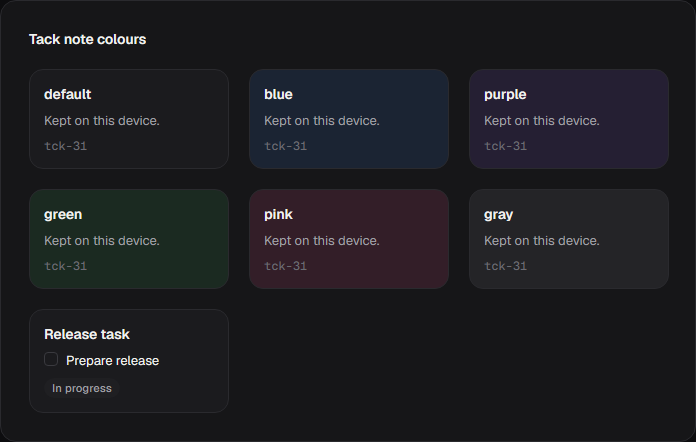 Tack note colours
default
Kept on this device.
tck-31
blue
Kept on this device.
tck-31
purple
Kept on this device.
tck-31
green
Kept on this device.
tck-31
pink
Kept on this device.
tck-31
gray
Kept on this device.
tck-31
Release task
Prepare release
In progress